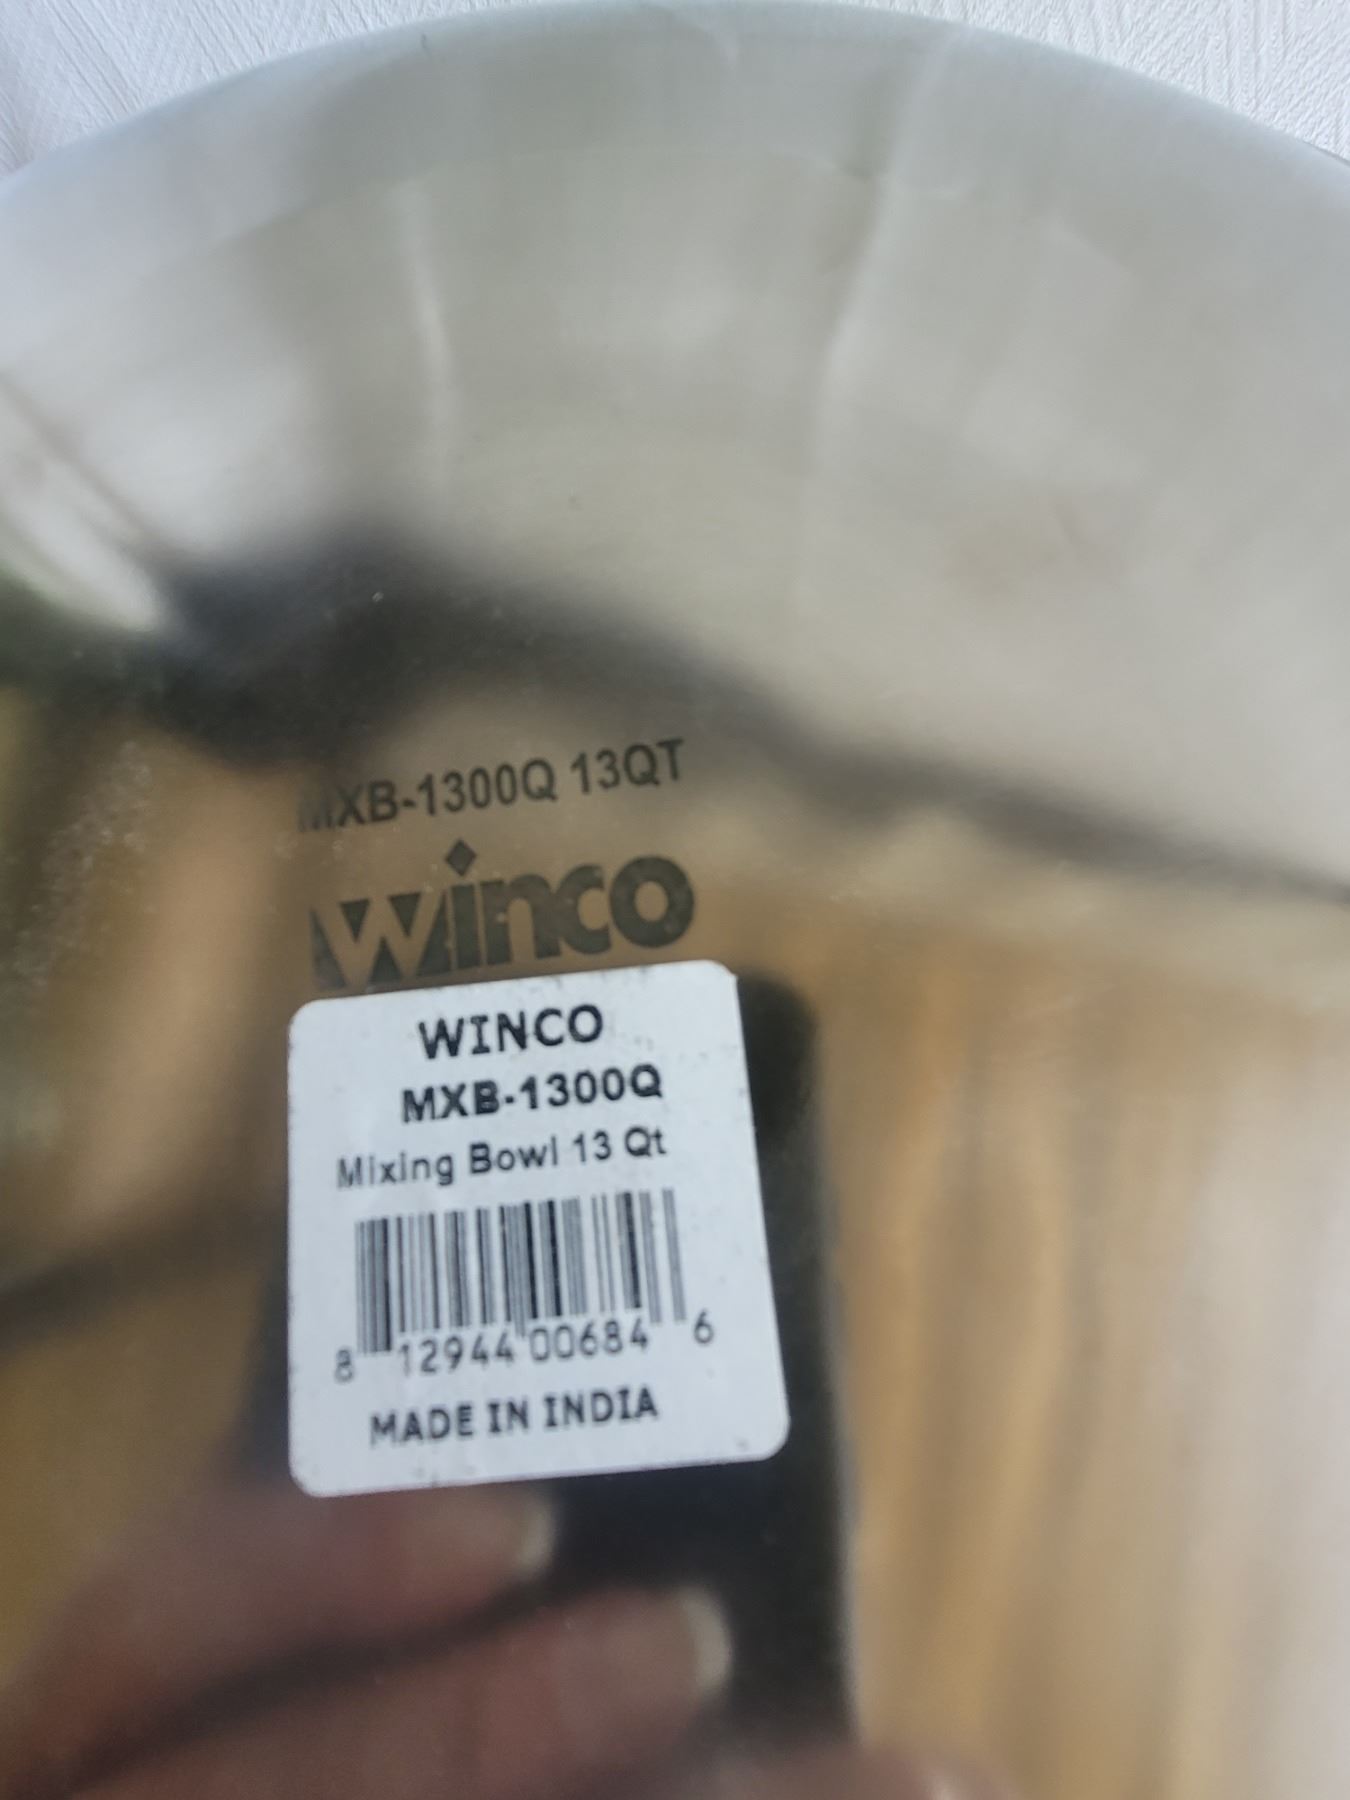 MXB-1300Q 13QT
Winco
WINCO
MXB-1300Q
Mixing Bowl 13 Qt
8 12944 00684 6
MADE IN INDIA